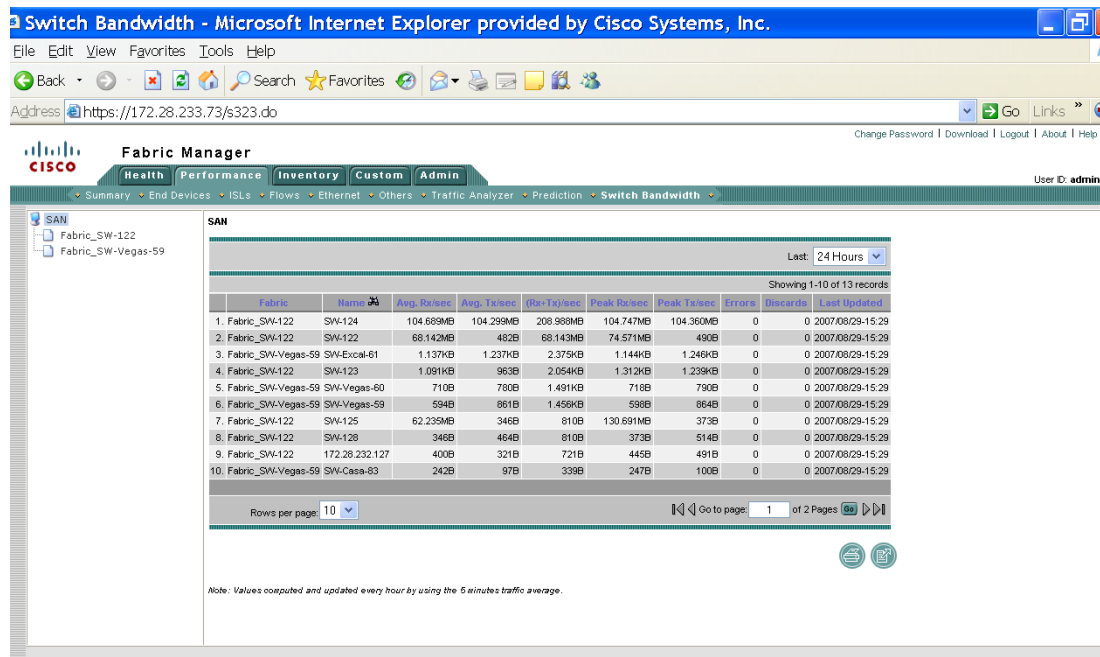 Switch Bandwidth - Microsoft Internet Explorer provided by Cisco Systems, Inc.
File Edit View Favorites Tools Help
Back Search Favorites
Address https://172.28.233.73/s323.do Go Links »
Change Password | Download | Logout | About | Help
CISCO Fabric Manager
Health Performance Inventory Custom Admin
User ID: admin
Summary End Devices ISLs Flows Ethernet Others Traffic Analyzer Prediction Switch Bandwidth
SAN
Fabric_SW-122
Fabric_SW-Vegas-59
SAN
Last: 24 Hours
Showing 1-10 of 13 records
Fabric Name Avg. Rx/sec Avg. Tx/sec (Rx+Tx)/sec Peak Rx/sec Peak Tx/sec Errors Discards Last Updated
1. Fabric_SW-122 SW-124 104.689MB 104.299MB 208.988MB 104.747MB 104.360MB 0 0 2007/08/29-15:29
2. Fabric_SW-122 SW-122 68.142MB 482B 68.143MB 74.571MB 490B 0 0 2007/08/29-15:29
3. Fabric_SW-Vegas-59 SW-Excal-61 1.137KB 1.237KB 2.375KB 1.144KB 1.246KB 0 0 2007/08/29-15:29
4. Fabric_SW-122 SW-123 1.091KB 963B 2.054KB 1.312KB 1.239KB 0 0 2007/08/29-15:29
5. Fabric_SW-Vegas-59 SW-Vegas-60 710B 780B 1.491KB 718B 790B 0 0 2007/08/29-15:29
6. Fabric_SW-Vegas-59 SW-Vegas-59 594B 861B 1.456KB 598B 864B 0 0 2007/08/29-15:29
7. Fabric_SW-122 SW-125 62.235MB 346B 810B 130.691MB 373B 0 0 2007/08/29-15:29
8. Fabric_SW-122 SW-128 346B 464B 810B 373B 514B 0 0 2007/08/29-15:29
9. Fabric_SW-122 172.28.232.127 400B 321B 721B 445B 491B 0 0 2007/08/29-15:29
10. Fabric_SW-Vegas-59 SW-Casa-83 242B 97B 339B 247B 100B 0 0 2007/08/29-15:29
Rows per page: 10 Go to page: 1 of 2 Pages Go
Note: Values computed and updated every hour by using the 5 minutes traffic average.